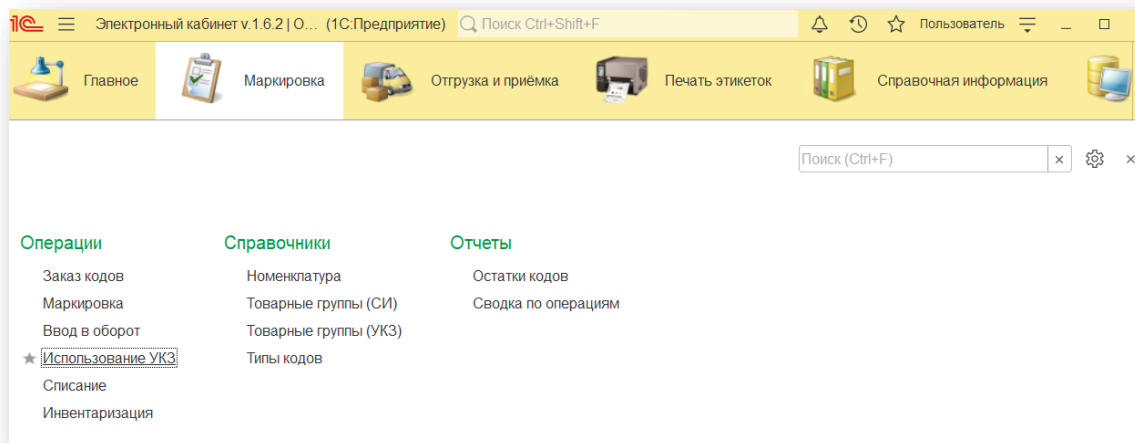 1С Электронный кабинет v.1.6.2 | О... (1С:Предприятие) Поиск Ctrl+Shift+F Пользователь
Главное Маркировка Отгрузка и приёмка Печать этикеток Справочная информация
Поиск (Ctrl+F)
Операции Справочники Отчеты
Заказ кодов Номенклатура Остатки кодов
Маркировка Товарные группы (СИ) Сводка по операциям
Ввод в оборот Товарные группы (УКЗ)
Использование УКЗ Типы кодов
Списание
Инвентаризация